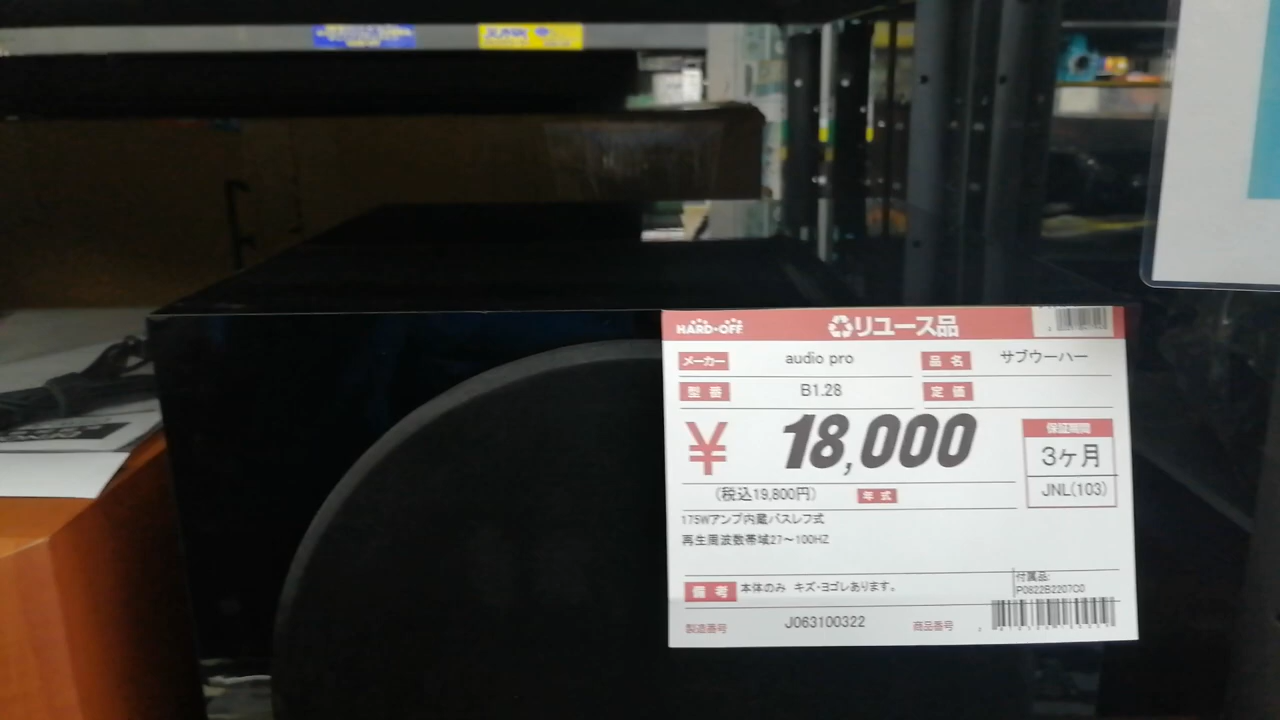 HARD-OFF
リユース品
メーカー audio pro
品名 サブウーハー
型番 B1.28
定価
¥ 18,000
保証期間
3ヶ月
JNL(103)
(税込19,800円)
年式
175Wアンプ内蔵バスレフ式
再生周波数帯域27〜100HZ
備考 本体のみ キズ・ヨゴレあります。
付属品:
P0822B2207O0
製造番号 J063100322
商品番号